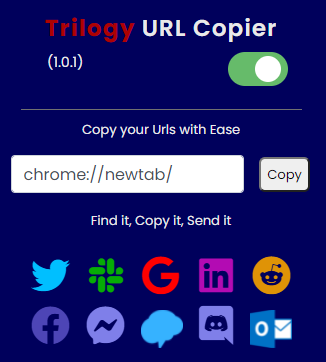 Trilogy URL Copier
(1.0.1)
Copy your Urls with Ease
chrome://newtab/
Copy
Find it, Copy it, Send it